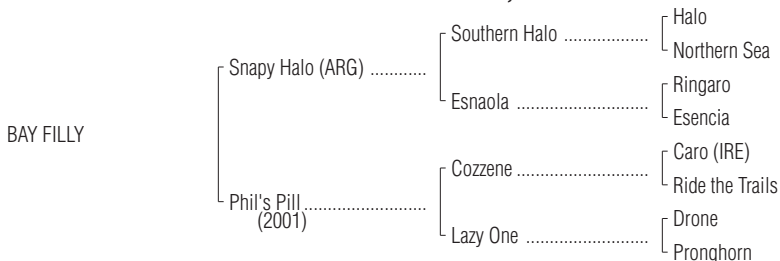 Halo
Southern Halo ....................
Northern Sea
Snapy Halo (ARG) ............
Ringaro
Esnaola ................................
Esencia
BAY FILLY
Caro (IRE)
Cozzene ................................
Ride the Trails
Phil's Pill ..........................
(2001)
Drone
Lazy One .............................
Pronghorn